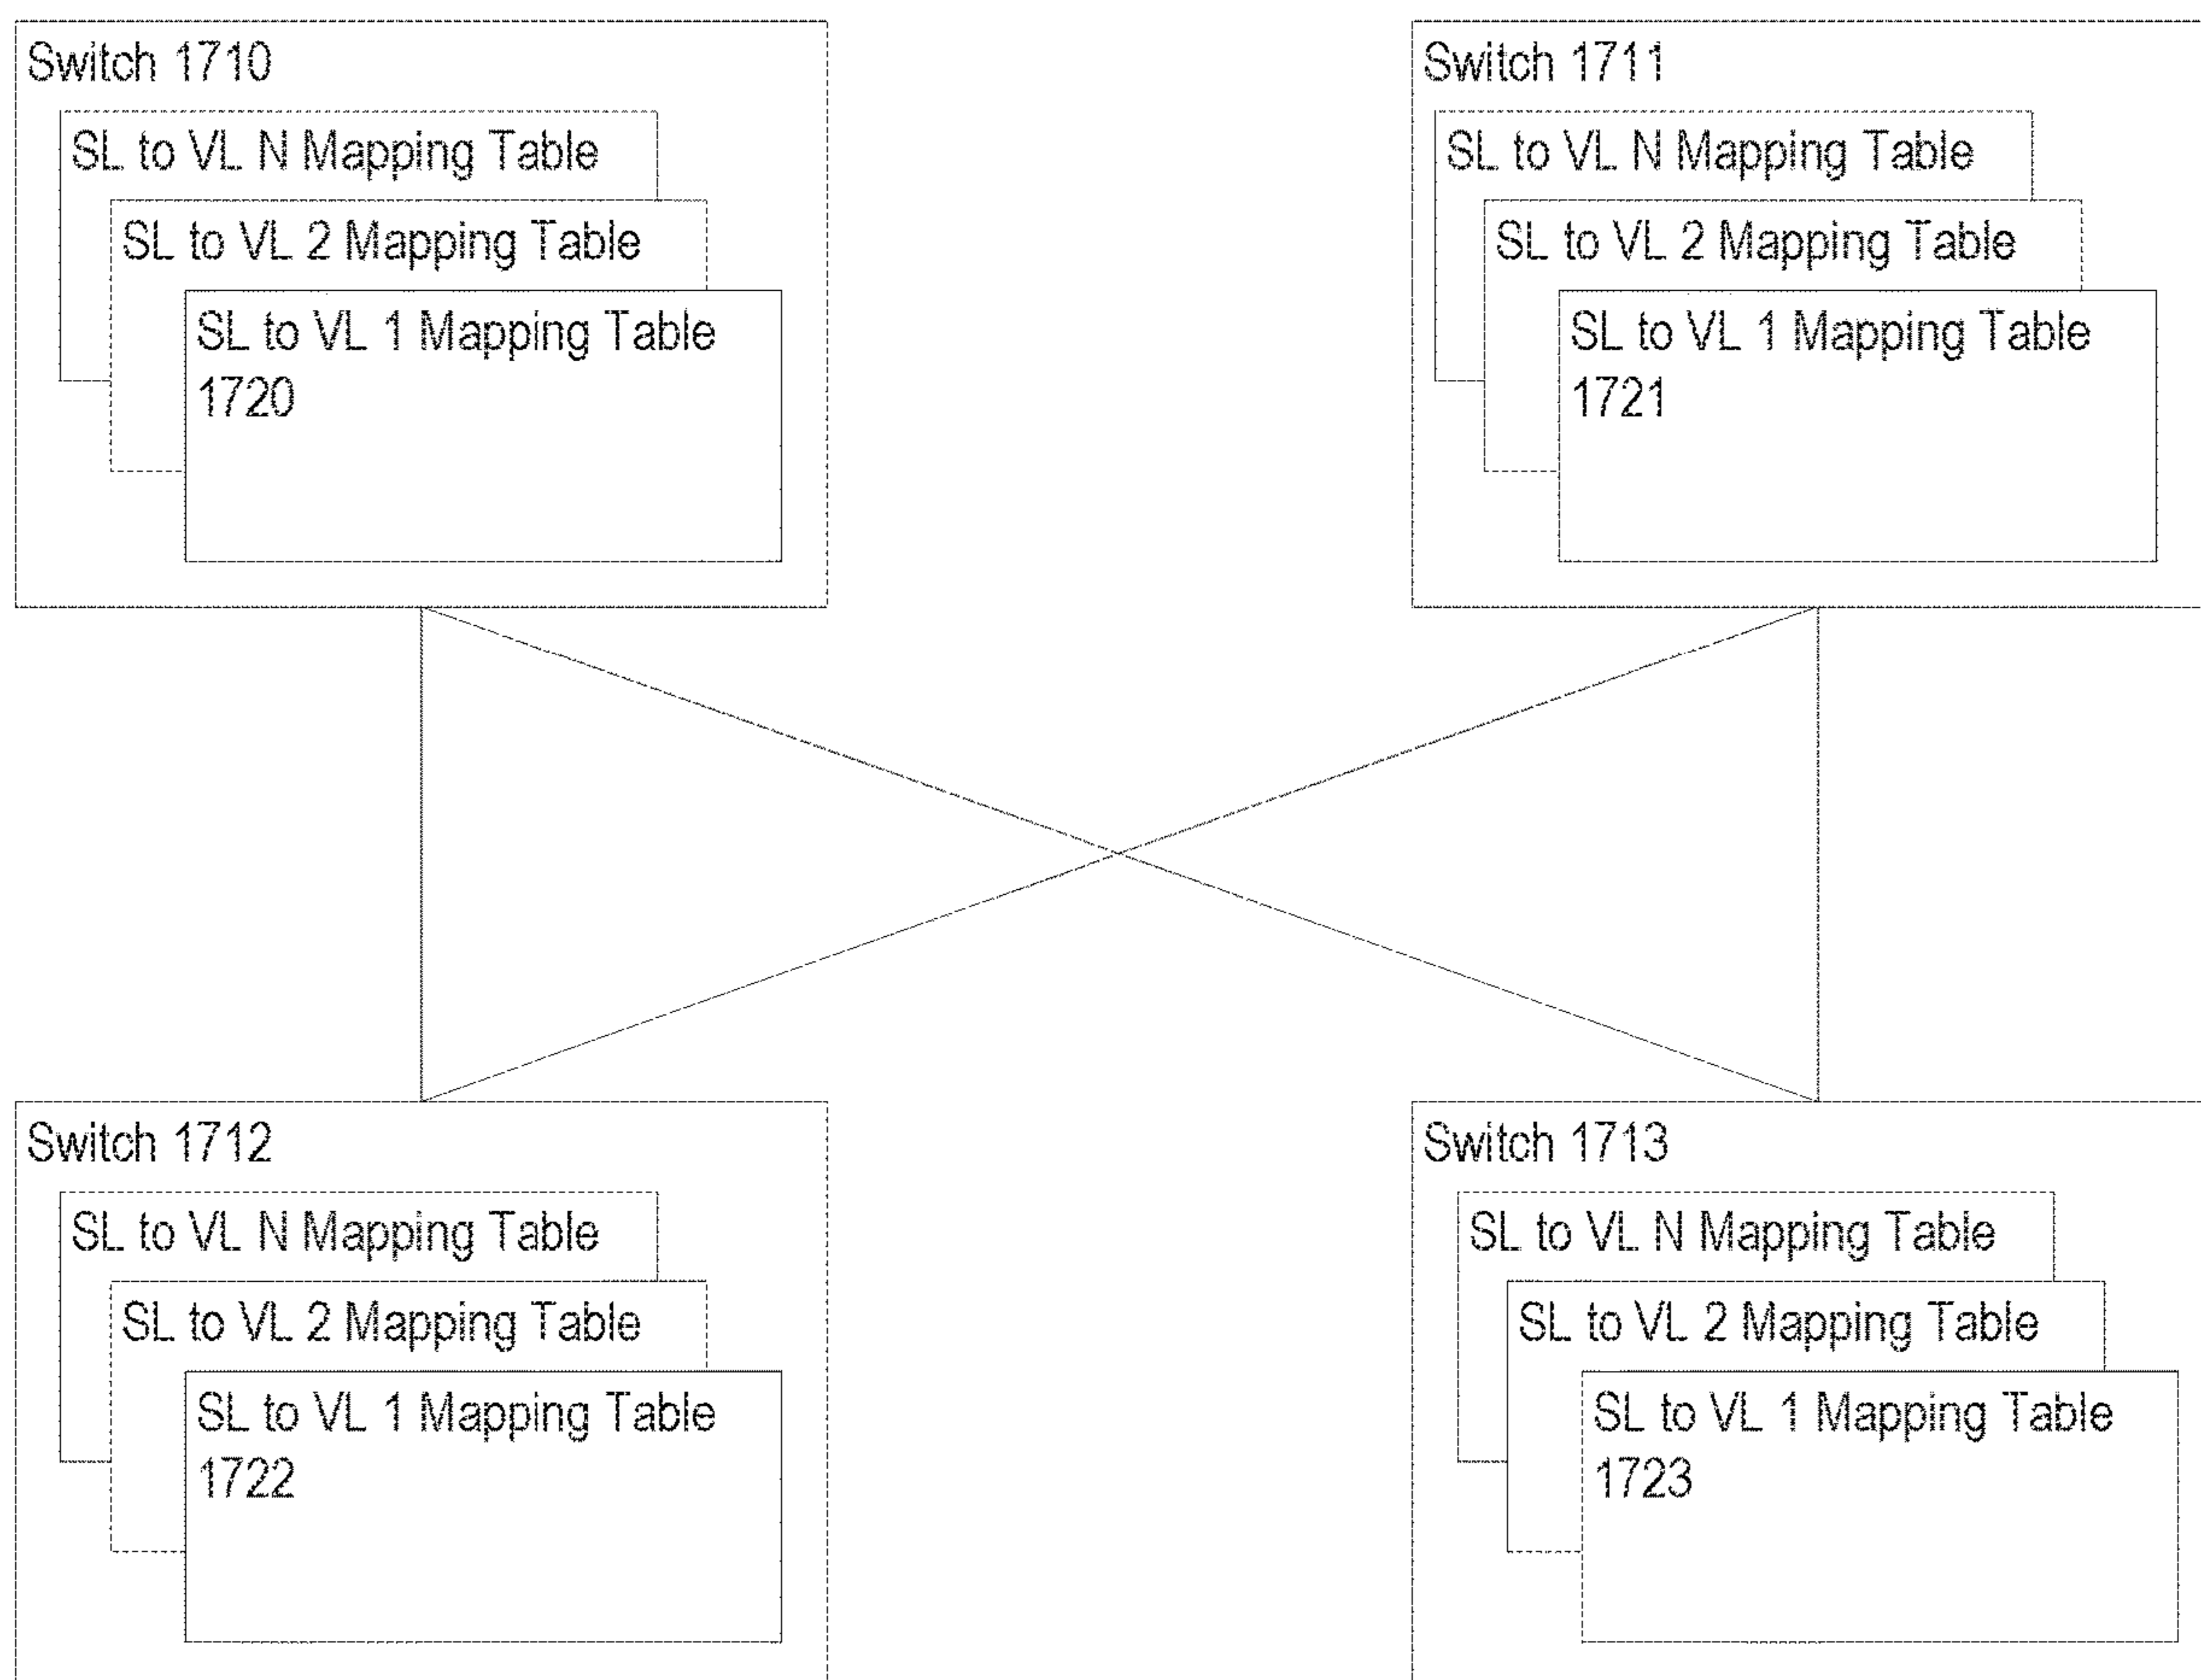 Switch 1710
SL to VL N Mapping Table
SL to VL 2 Mapping Table
SL to VL 1 Mapping Table
1720
Switch 1711
SL to VL N Mapping Table
SL to VL 2 Mapping Table
SL to VL 1 Mapping Table
1721
Switch 1712
SL to VL N Mapping Table
SL to VL 2 Mapping Table
SL to VL 1 Mapping Table
1722
Switch 1713
SL to VL N Mapping Table
SL to VL 2 Mapping Table
SL to VL 1 Mapping Table
1723